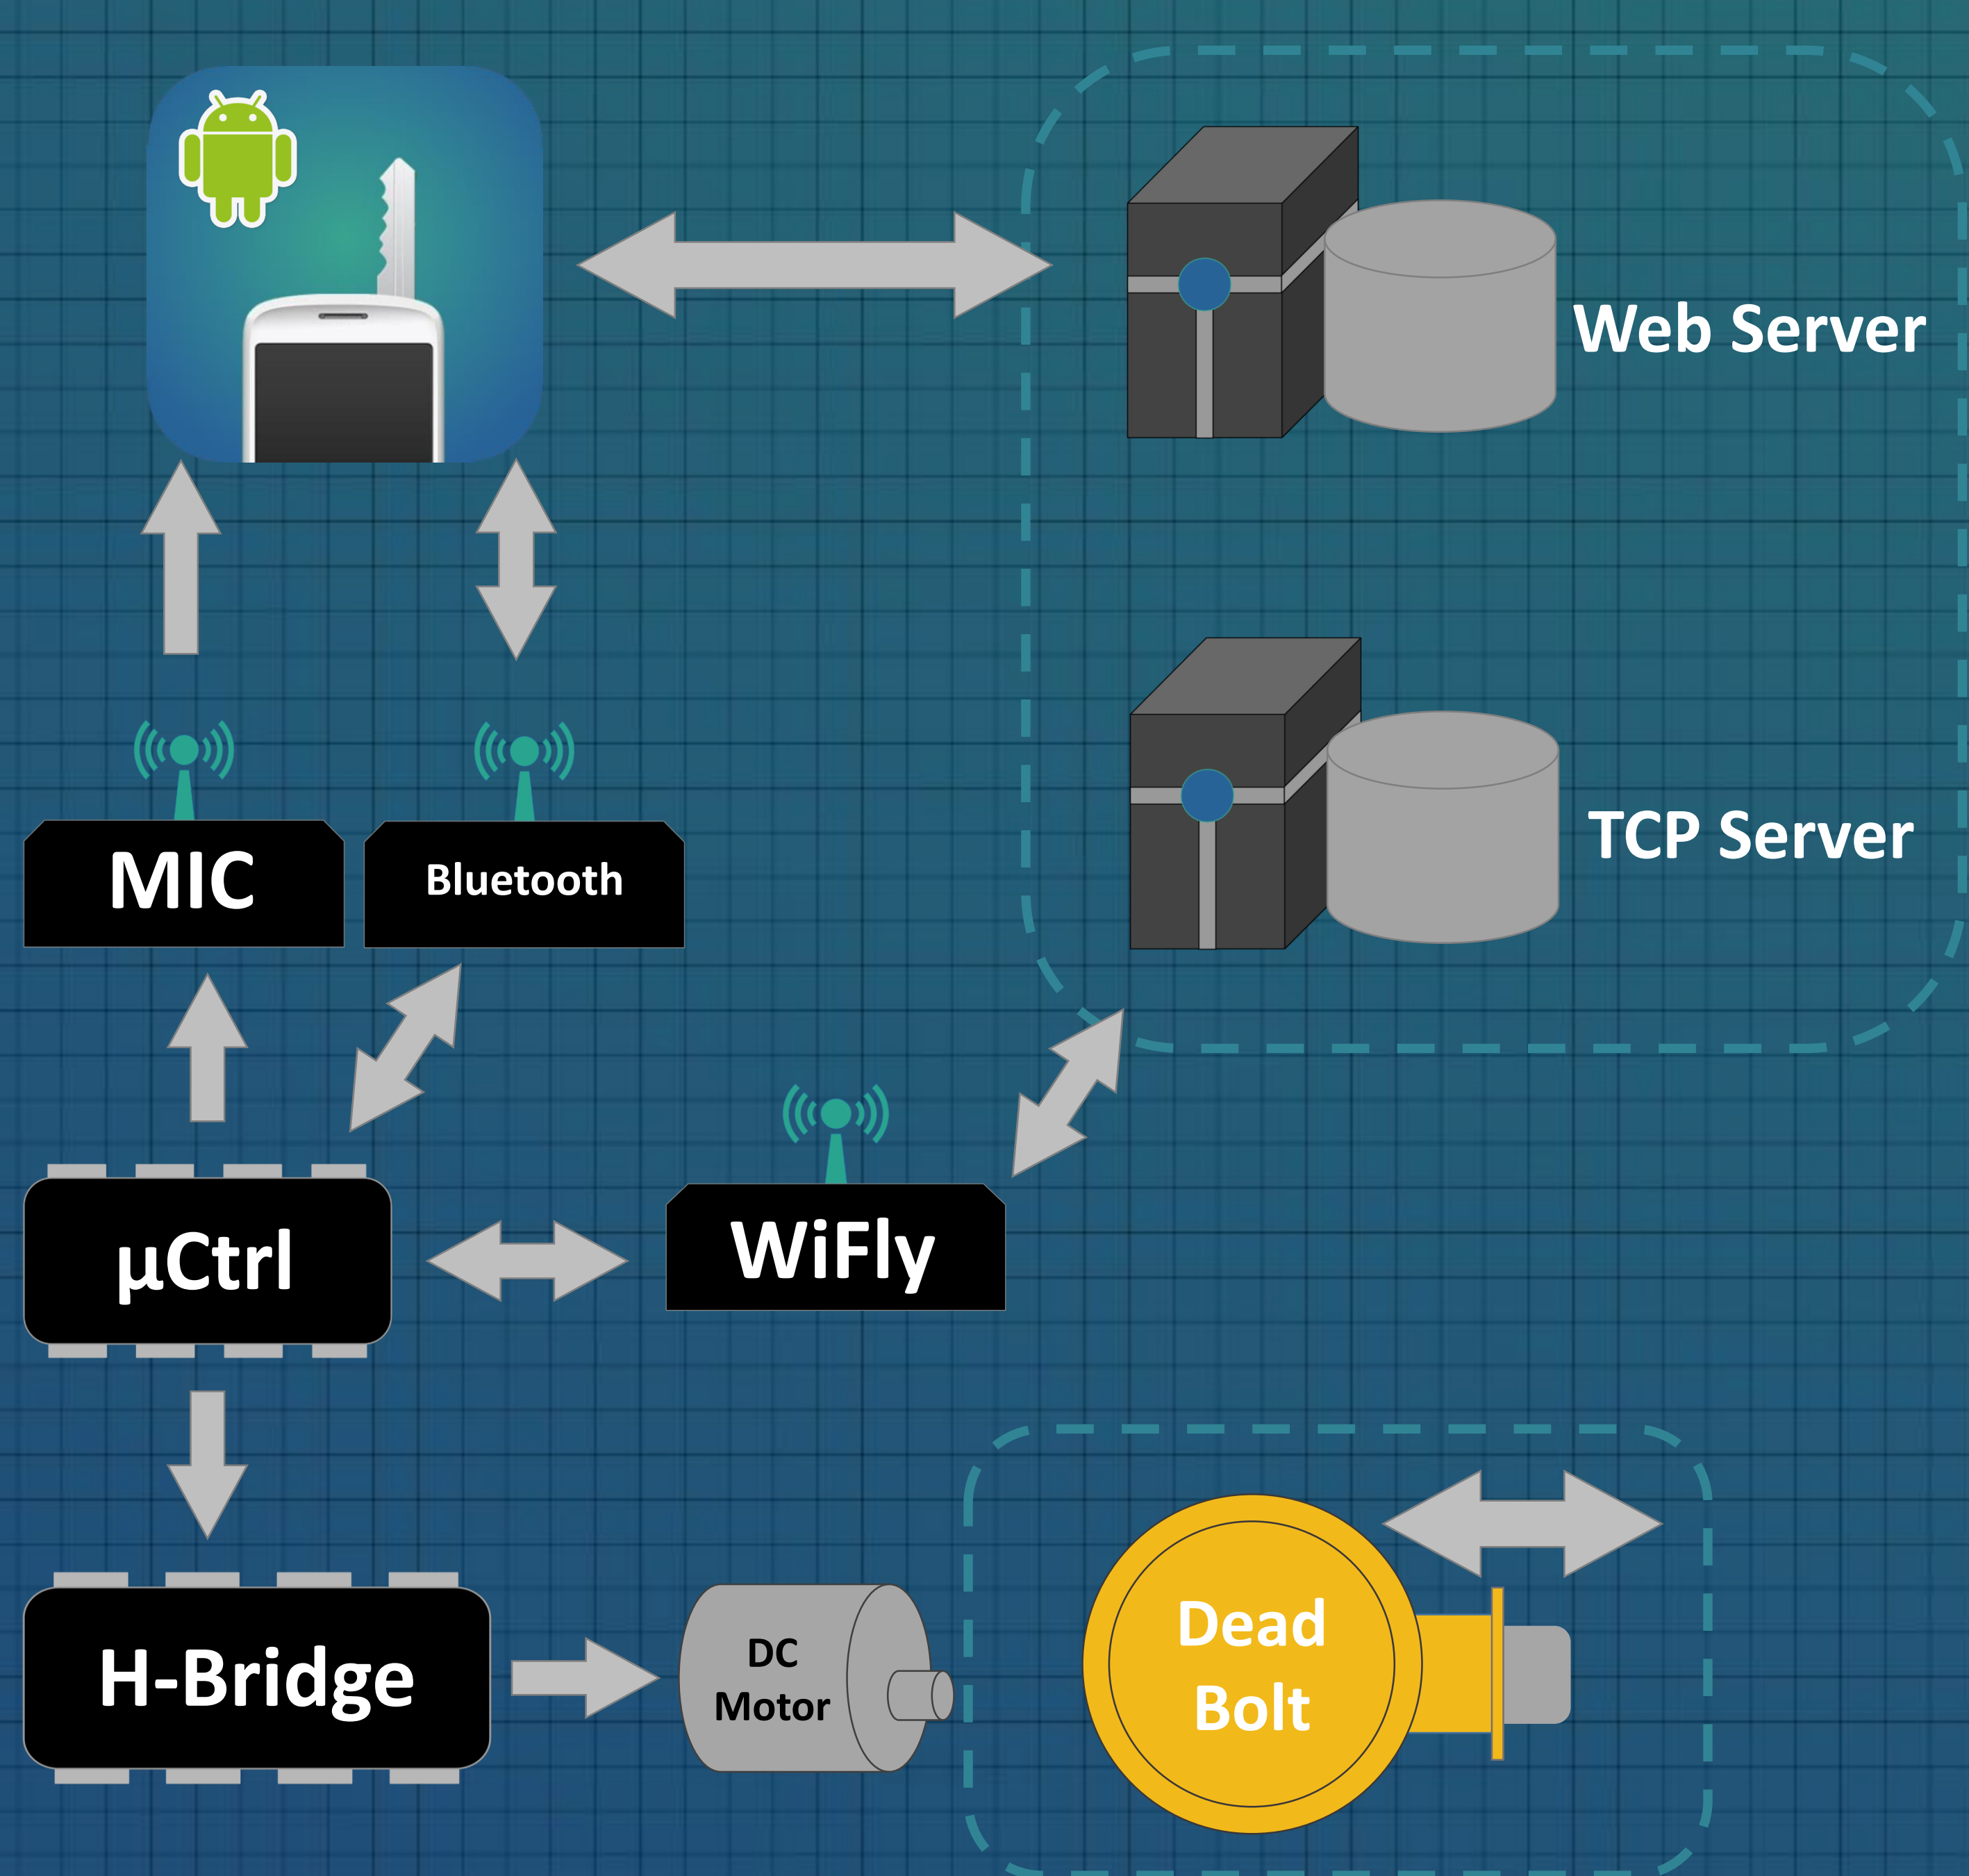 Web Server
TCP Server
MIC
Bluetooth
µCtrl
WiFly
H-Bridge
DC
Motor
Dead
Bolt